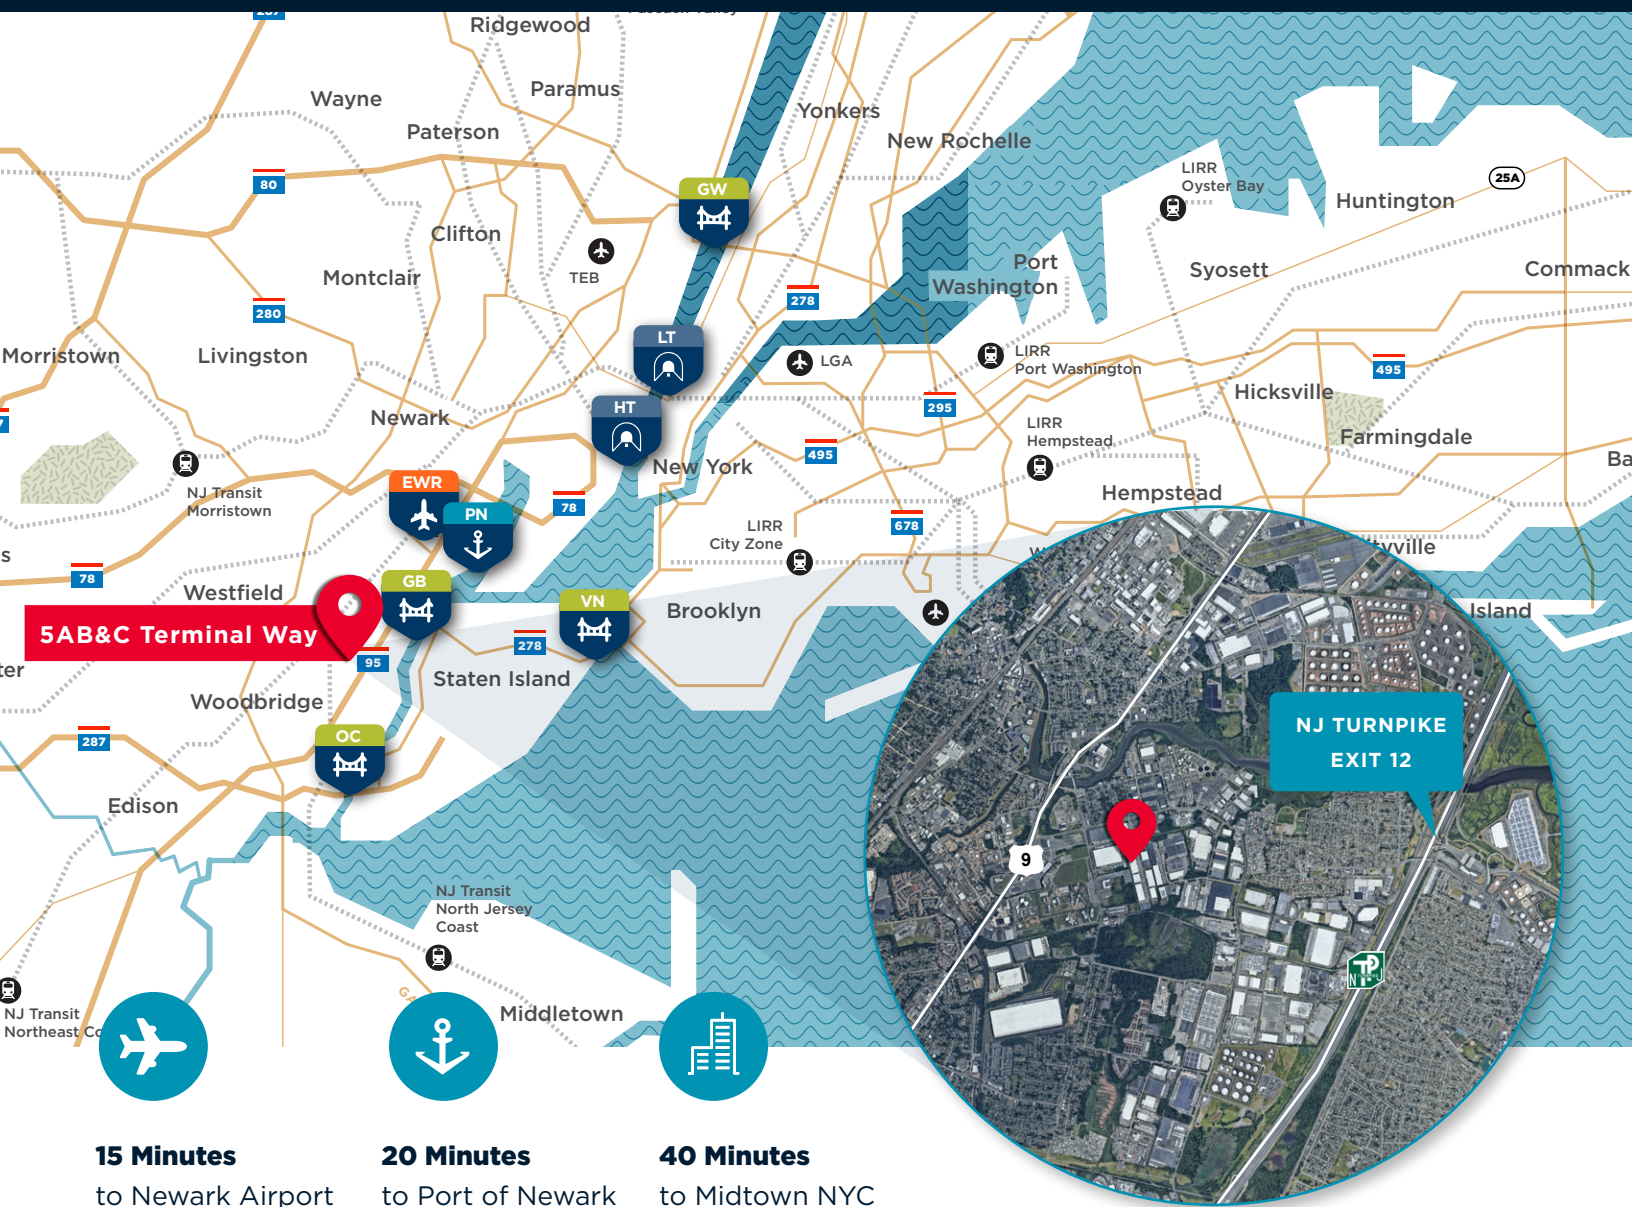 Ridgewood
Paramus
Wayne
Paterson
Yonkers
New Rochelle
80
GW
LIRR
Oyster Bay
25A
Huntington
Clifton
TEB
Montclair
Port
Washington
Syosett
Commack
278
280
LT
Morristown
Livingston
LGA
LIRR
Port Washington
495
HT
295
Hicksville
Newark
LIRR
Hempstead
Farmingdale
495
New York
NJ Transit
Morristown
EWR
PN
78
Hempstead
678
LIRR
City Zone
78
Westfield
GB
VN
Brooklyn
Island
5AB&C Terminal Way
278
95
Staten Island
Woodbridge
OC
287
Edison
NJ TURNPIKE
EXIT 12
9
NJ Transit
North Jersey
Coast
NJ Transit
Northeast
Middletown
15 Minutes
to Newark Airport
20 Minutes
to Port of Newark
40 Minutes
to Midtown NYC